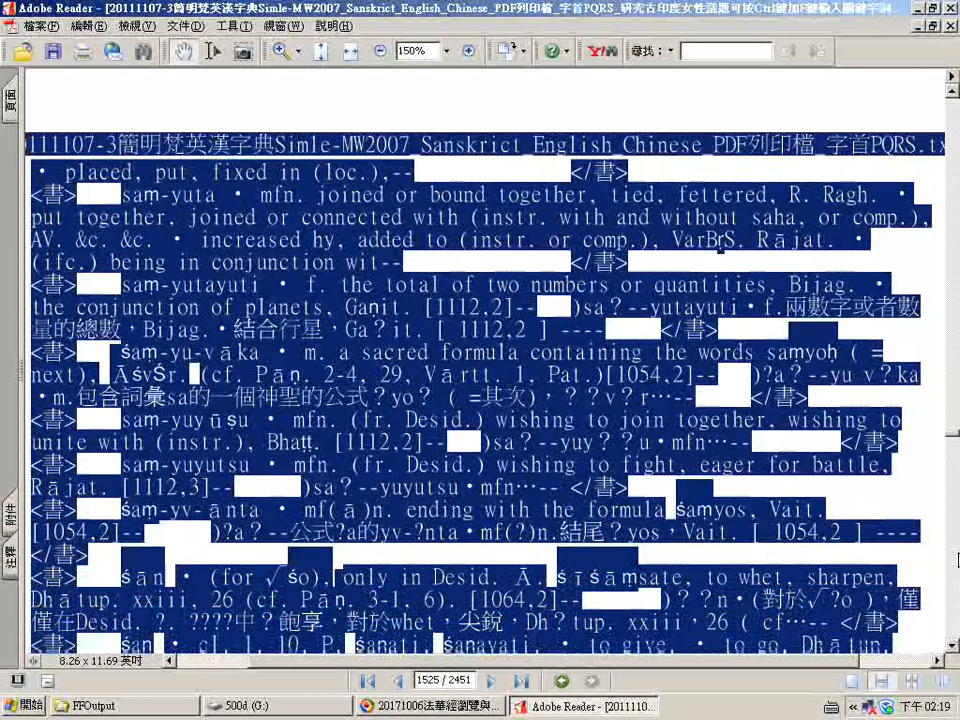 Adobe Reader - [20111107-3簡明梵英漢字典Simle-MW2007_Sanskrict_English_Chinese_PDF列印檔_字首PQRS_研究古印度女性話題可按Ctrl鍵加F鍵輸入關鍵字詞
檔案(F) 編輯(E) 檢視(V) 文件(D) 工具(T) 視窗(W) 說明(H)
150% 尋找:
頁面
111107-3簡明梵英漢字典Simle-MW2007_Sanskrict_English_Chinese_PDF列印檔_字首PQRS.tx
• placed, put, fixed in (loc.),-- </書>
<書> saṃ-yuta • mfn. joined or bound together, tied, fettered, R. Ragh. •
put together, joined or connected with (instr. with and without saha, or comp.),
AV. &c. &c. • increased hy, added to (instr. or comp.), VarBṛS. Rājat. •
(ifc.) being in conjunction wit-- </書>
<書> saṃ-yutayuti • f. the total of two numbers or quantities, Bijag. •
the conjunction of planets, Gaṇit. [1112,2]-- )sa？--yutayuti•f.兩數字或者數
量的總數, Bijag.•結合行星, Ga？it. [ 1112,2 ] ---- </書>
<書> śaṃ-yu-vāka • m. a sacred formula containing the words saṃyoḥ ( =
next), ĀśvŚr. (cf. Pāṇ. 2-4, 29, Vārtt. 1, Pat.)[1054,2]-- )?a？--yu v？ka
•m.包含詞彙sa的一個神聖的公式？yo？ ( =其次), ？？v？r…-- </書>
<書> saṃ-yuyūṣu • mfn. (fr. Desid.) wishing to join together, wishing to
unite with (instr.), Bhaṭṭ. [1112,2]-- )sa？--yuy？？u•mfn…-- </書>
<書> saṃ-yuyutsu • mfn. (fr. Desid.) wishing to fight, eager for battle,
Rājat. [1112,3]-- )sa？--yuyutsu•mfn…-- </書>
<書> śaṃ-yv-ānta • mf(ā)n. ending with the formula śaṃyos, Vait.
[1054,2]-- )?a？--公式?a的yv-?nta•mf(?)n.結尾？yos, Vait. [ 1054,2 ] ----
</書>
<書> śān • (for √śo), only in Desid. Ā. śīśāṃsate, to whet, sharpen,
Dhātup. xxiii, 26 (cf. Pāṇ. 3-1, 6). [1064,2]-- )？？n•(對於√?o ), 僅
僅在Desid. ?. ????中？飽享, 對於whet, 尖銳, Dh？tup. xxiii, 26 ( cf…-- </書>
<書> śaṇ • cl. 1. 10. P. śaṇati, śaṇayati, • to give, • to go, Dhātup.
附件
注釋
8.26 x 11.69 英吋
1525 / 2451
開始 FFOutput 500d (G:) 20171006法華經瀏覽與... Adobe Reader - [2011110... 下午 02:19